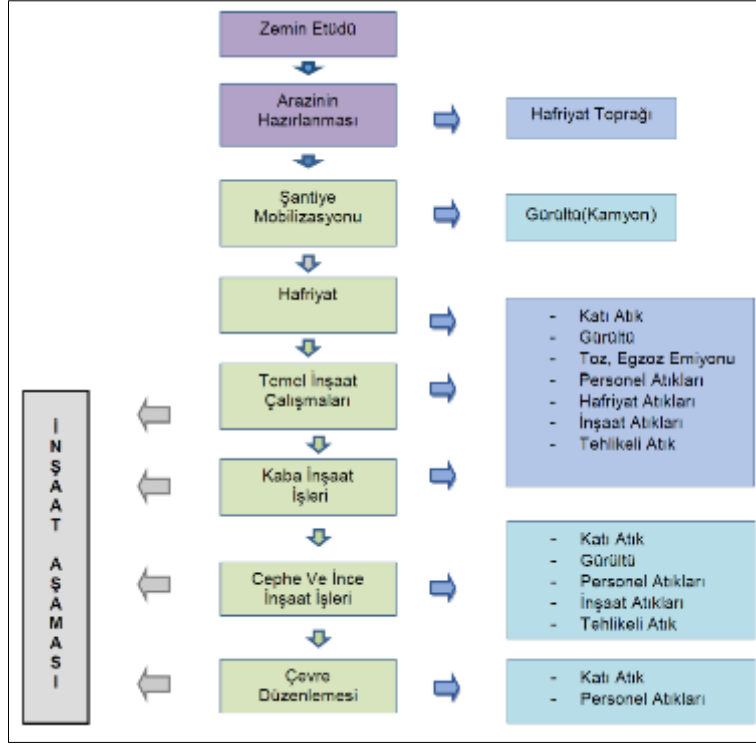 Zemin Etüdü
Arazinin
Hazırlanması
Hafriyat Toprağı
Şantiye
Mobilizasyonu
Gürültü(Kamyon)
Hafriyat
Temel İnşaat
Çalışmaları
Kaba İnşaat
İşleri
- Katı Atık
- Gürültü
- Toz, Egzoz Emiyonu
- Personel Atıkları
- Hafriyat Atıkları
- İnşaat Atıkları
- Tehlikeli Atık
Cephe Ve İnce
İnşaat İşleri
- Katı Atık
- Gürültü
- Personel Atıkları
- İnşaat Atıkları
- Tehlikeli Atık
Çevre
Düzenlemesi
- Katı Atık
- Personel Atıkları
İNŞAAT AŞAMASI